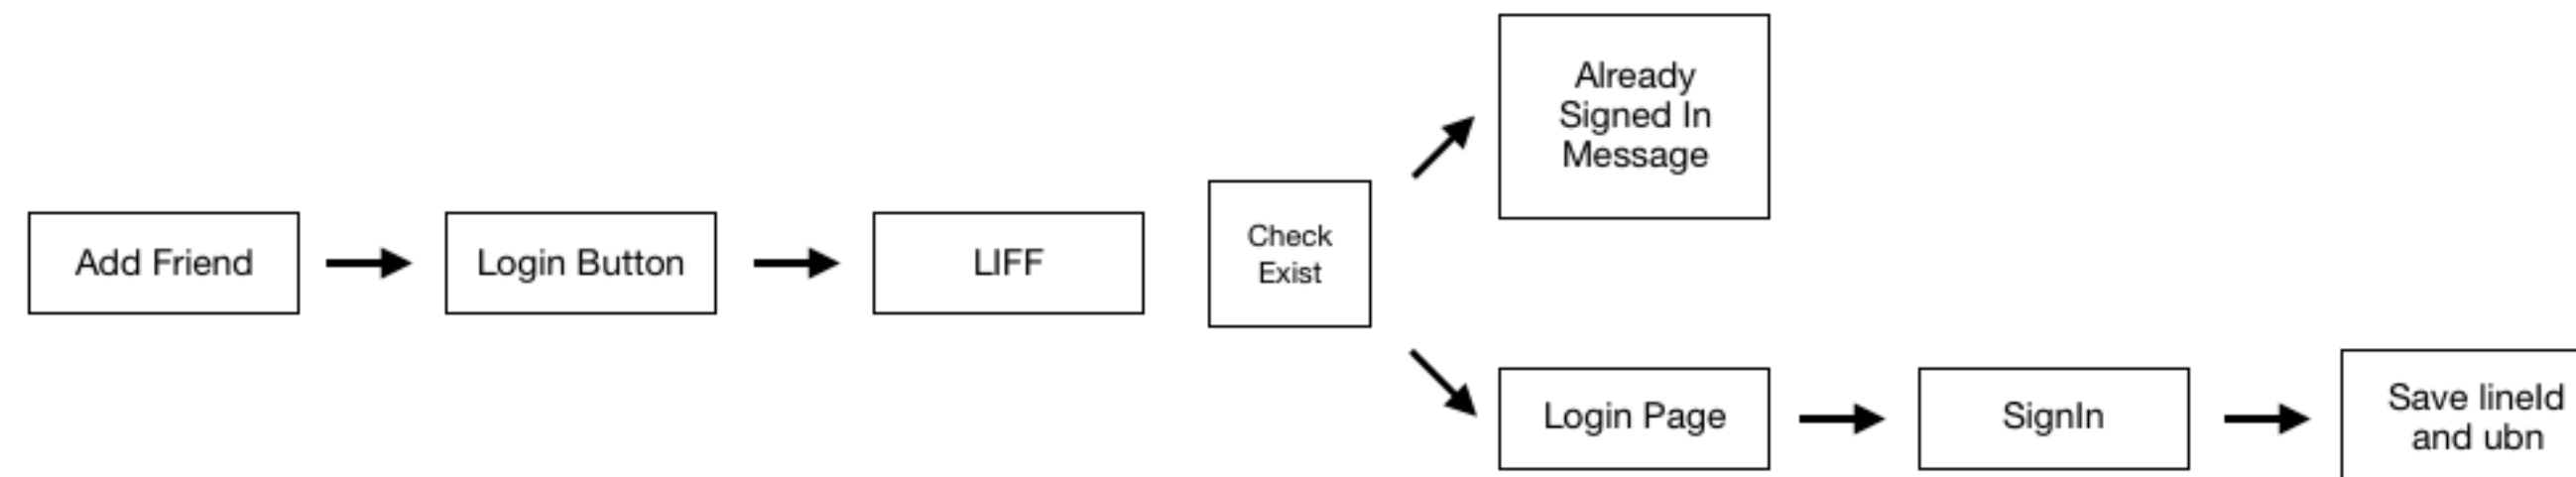 Add Friend
Login Button
LIFF
Check
Exist
Already
Signed In
Message
Login Page
SignIn
Save lineId
and ubn